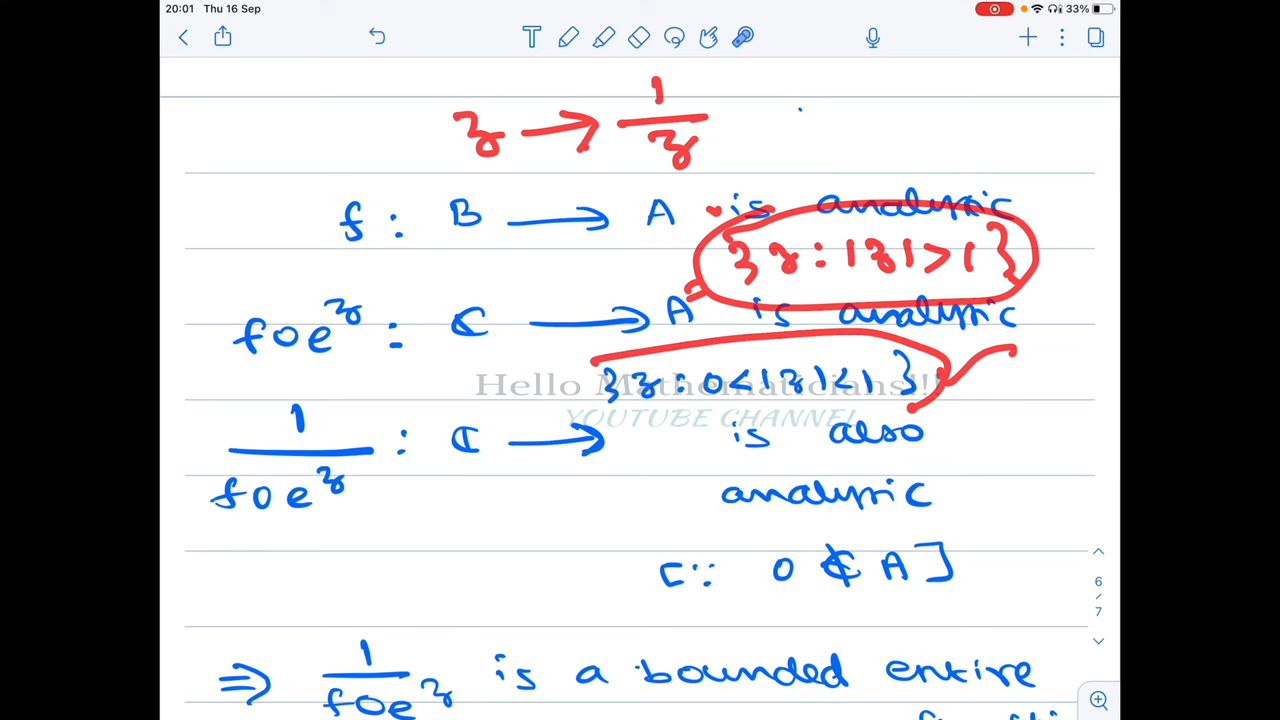 20:01 Thu 16 Sep
33%
T
z → 1/z
f : B → A is analytic
{z : |z| > 1}
foe^z : ℂ → A is analytic
{z : 0 < |z| < 1}
Hello Mathematicians!!!
YOUTUBE CHANNEL
1/foe^z : ℂ → is also
analytic
[∵ 0 ∉ A]
6
/
7
⇒ 1/foe^z is a bounded entire